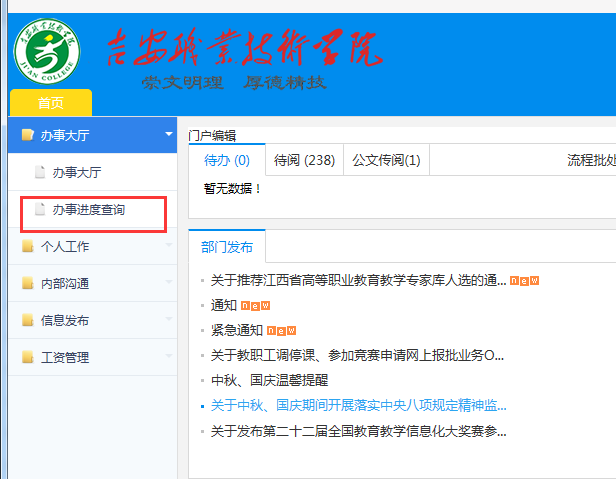 吉安职业技术学院
JI'AN COLLEGE
崇文明理 厚德精技
首页
办事大厅
办事大厅
办事进度查询
个人工作
内部沟通
信息发布
工资管理
门户编辑
待办 (0) 待阅 (238) 公文传阅(1) 流程批处
暂无数据！
部门发布
关于推荐江西省高等职业教育教学专家库人选的通... new
通知 new
紧急通知 new
关于教职工调停课、参加竞赛申请网上报批业务O...
中秋、国庆温馨提醒
关于中秋、国庆期间开展落实中央八项规定精神监...
关于发布第二十二届全国教育教学信息化大奖赛参...